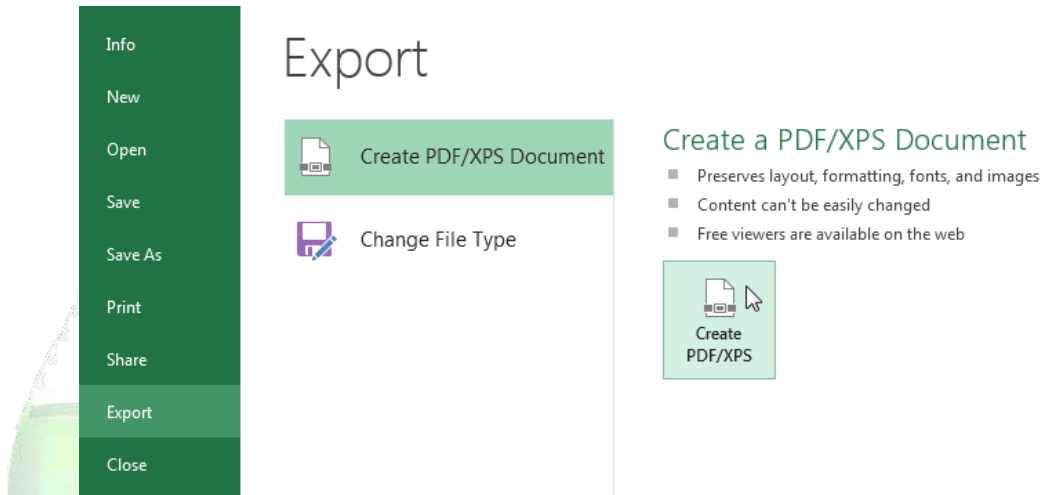 Info
New
Open
Save
Save As
Print
Share
Export
Close
Export
Create PDF/XPS Document
Change File Type
Create a PDF/XPS Document
Preserves layout, formatting, fonts, and images
Content can't be easily changed
Free viewers are available on the web
Create
PDF/XPS